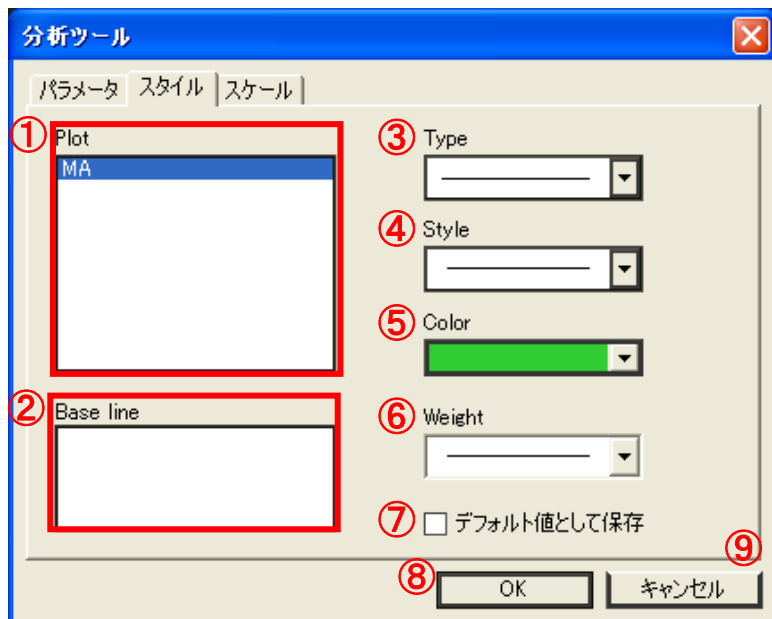 分析ツール
パラメータ スタイル スケール
① Plot
MA
② Base line
③ Type
④ Style
⑤ Color
⑥ Weight
⑦ デフォルト値として保存
⑧ OK
⑨ キャンセル